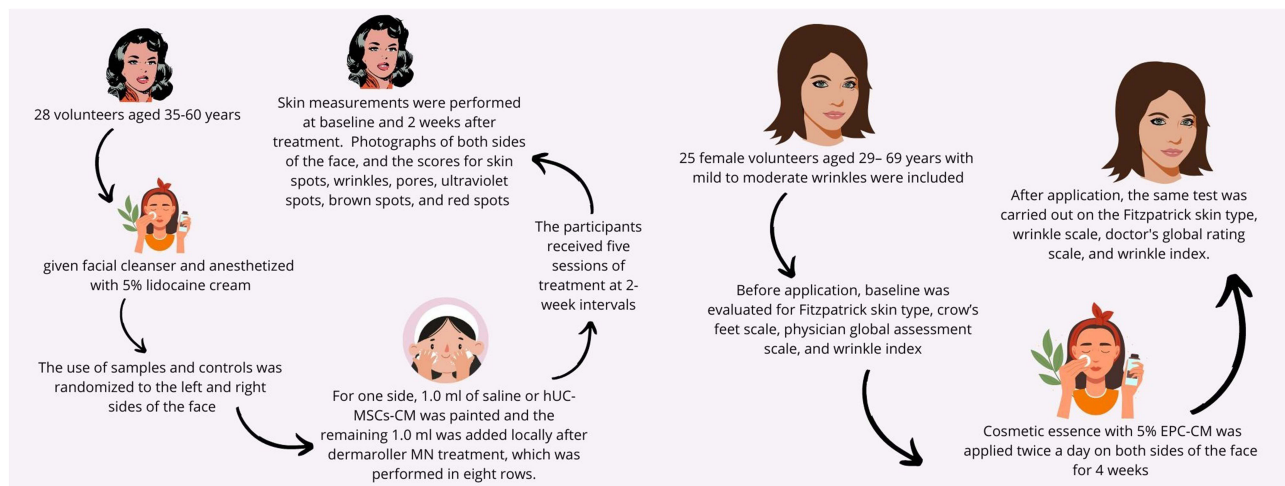 28 volunteers aged 35-60 years
given facial cleanser and anesthetized
with 5% lidocaine cream
The use of samples and controls was
randomized to the left and right
sides of the face
For one side, 1.0 ml of saline or hUC-
MSCs-CM was painted and the
remaining 1.0 ml was added locally after
dermaroller MN treatment, which was
performed in eight rows.
The participants
received five
sessions of
treatment at 2-
week intervals
Skin measurements were performed
at baseline and 2 weeks after
treatment. Photographs of both sides
of the face, and the scores for skin
spots, wrinkles, pores, ultraviolet
spots, brown spots, and red spots
25 female volunteers aged 29– 69 years with
mild to moderate wrinkles were included
Before application, baseline was
evaluated for Fitzpatrick skin type, crow’s
feet scale, physician global assessment
scale, and wrinkle index
Cosmetic essence with 5% EPC-CM was
applied twice a day on both sides of the face
for 4 weeks
After application, the same test was
carried out on the Fitzpatrick skin type,
wrinkle scale, doctor's global rating
scale, and wrinkle index.